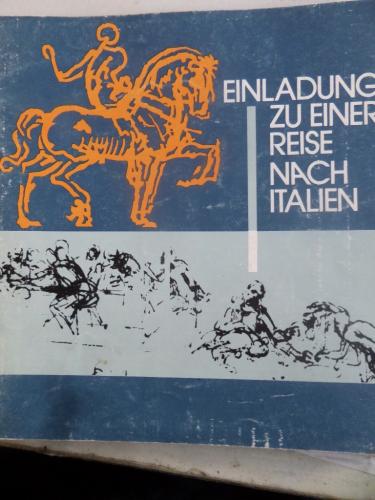 EINLADUNG
ZU EINER
REISE
NACH
ITALIEN